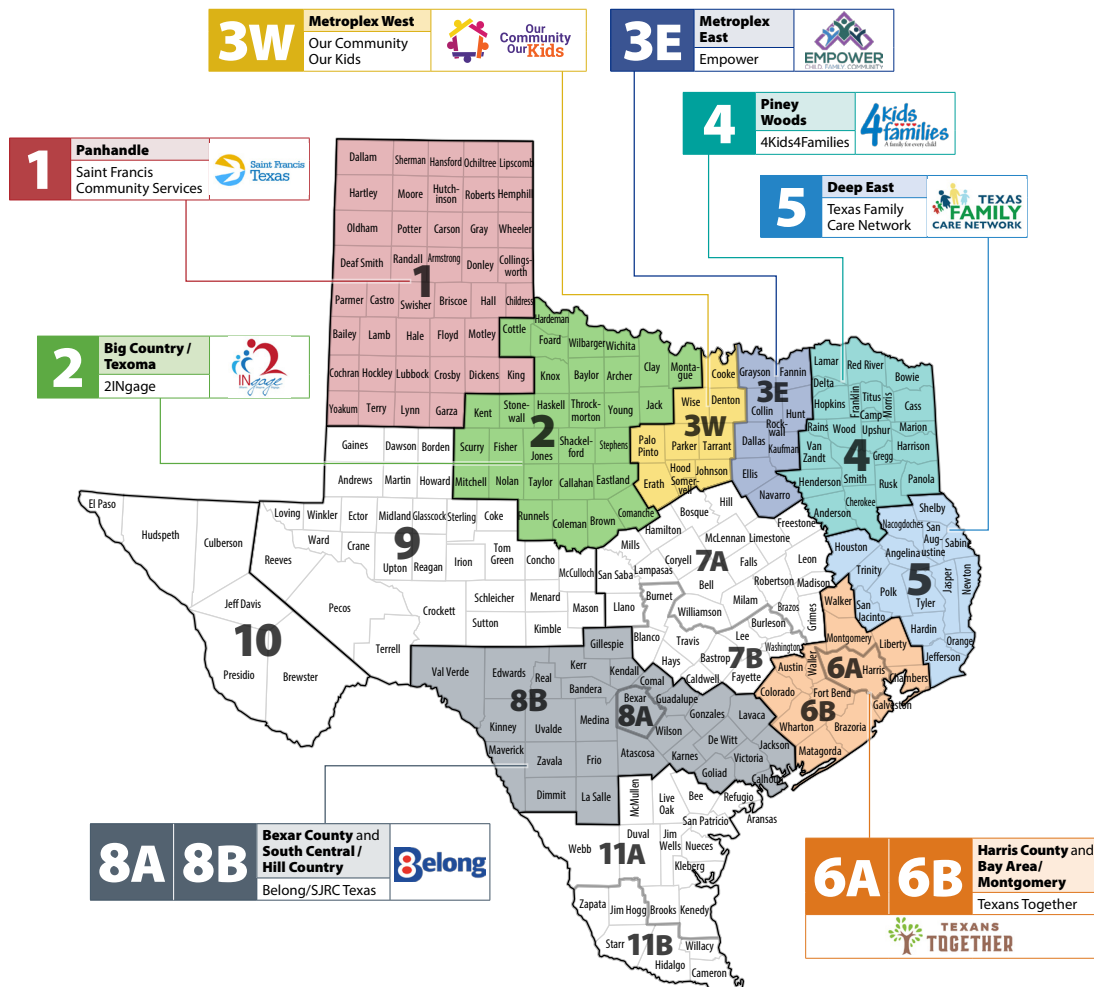 3W
Metroplex West
Our Community
Our Kids
Our
Community
OurKids
3E
Metroplex
East
Empower
EMPOWER
CHILD FAMILY COMMUNITY
4
Piney
Woods
4Kids4Families
4kids
families
A family for every child
1
Panhandle
Saint Francis
Community Services
Saint Francis
Texas
5
Deep East
Texas Family
Care Network
TEXAS
FAMILY
CARE NETWORK
2
Big Country /
Texoma
2INgage
2
INgage
Dallam Sherman Hansford Ochiltree Lipscomb
Hartley Moore Hutch-
inson Roberts Hemphill
Oldham Potter Carson Gray Wheeler
Deaf Smith Randall Armstrong Donley Collings-
worth
1
Parmer Castro Swisher Briscoe Hall Childress
Bailey Lamb Hale Floyd Motley
Cochran Hockley Lubbock Crosby Dickens King
Yoakum Terry Lynn Garza
Cottle Hardeman
Foard Wilbarger Wichita
Knox Baylor Archer Clay Monta-
gue
Kent Stone-
wall Haskell Throck-
morton Young Jack
2
Scurry Fisher Jones Shackel-
ford Stephens
Mitchell Nolan Taylor Callahan Eastland
Runnels Coleman Brown Comanche
Cooke
Wise Denton
3W
Palo
Pinto Parker Tarrant
Erath Hood Somer-
vell Johnson
Grayson Fannin
3E
Collin Hunt
Rock-
wall
Dallas Kaufman
Ellis
Navarro
Lamar Red River
Bowie
Delta
Hopkins Franklin Titus Morris Cass
Camp
Rains Wood Upshur Marion
Van
Zandt 4 Gregg Harrison
Henderson Smith Rusk Panola
Cherokee
Anderson
Shelby
Nacogdoches San
Aug-
ustine Sabine
Houston Angelina
Trinity
5
Polk Tyler Jasper Newton
San
Jacinto
Hardin Orange
Jefferson
Gaines Dawson Borden
Andrews Martin Howard
Loving Winkler Ector Midland Glasscock Sterling Coke
Ward Crane 9
Upton Reagan Irion Tom
Green Concho
Reeves
McCulloch
Pecos Crockett Schleicher Menard
Mason
Sutton Kimble
Terrell
El Paso
Hudspeth Culberson
Jeff Davis
10
Presidio Brewster
Hill
Bosque
Freestone
Hamilton McLennan Limestone
Mills
Coryell 7A Falls Leon
San Saba Lampasas
Bell Robertson Madison
Burnet
Milam Brazos Grimes
Llano Williamson
Burleson
Blanco Travis Lee Washington
Bastrop 7B
Hays Fayette
Caldwell
Walker
Montgomery
Liberty
Austin Waller 6A Harris
Chambers
Colorado Fort Bend
Galveston
6B
Wharton Brazoria
Matagorda
Gillespie
Val Verde Edwards Real Kerr Kendall
Comal
Bandera
8B Bexar Guadalupe
8A
Kinney Uvalde Medina Wilson Gonzales Lavaca
Maverick De Witt
Zavala Frio Atascosa Karnes Jackson
Victoria
Goliad
Calhoun
Dimmit La Salle
McMullen Live
Oak Bee Refugio
Aransas
San Patricio
Webb Duval Jim
Wells Nueces
11A
Kleberg
Zapata Jim Hogg Brooks Kenedy
Starr 11B Willacy
Hidalgo
Cameron
8A 8B
Bexar County and
South Central /
Hill Country
Belong/SJRC Texas
8elong
6A 6B
Harris County and
Bay Area/
Montgomery
Texans Together
TEXANS
TOGETHER